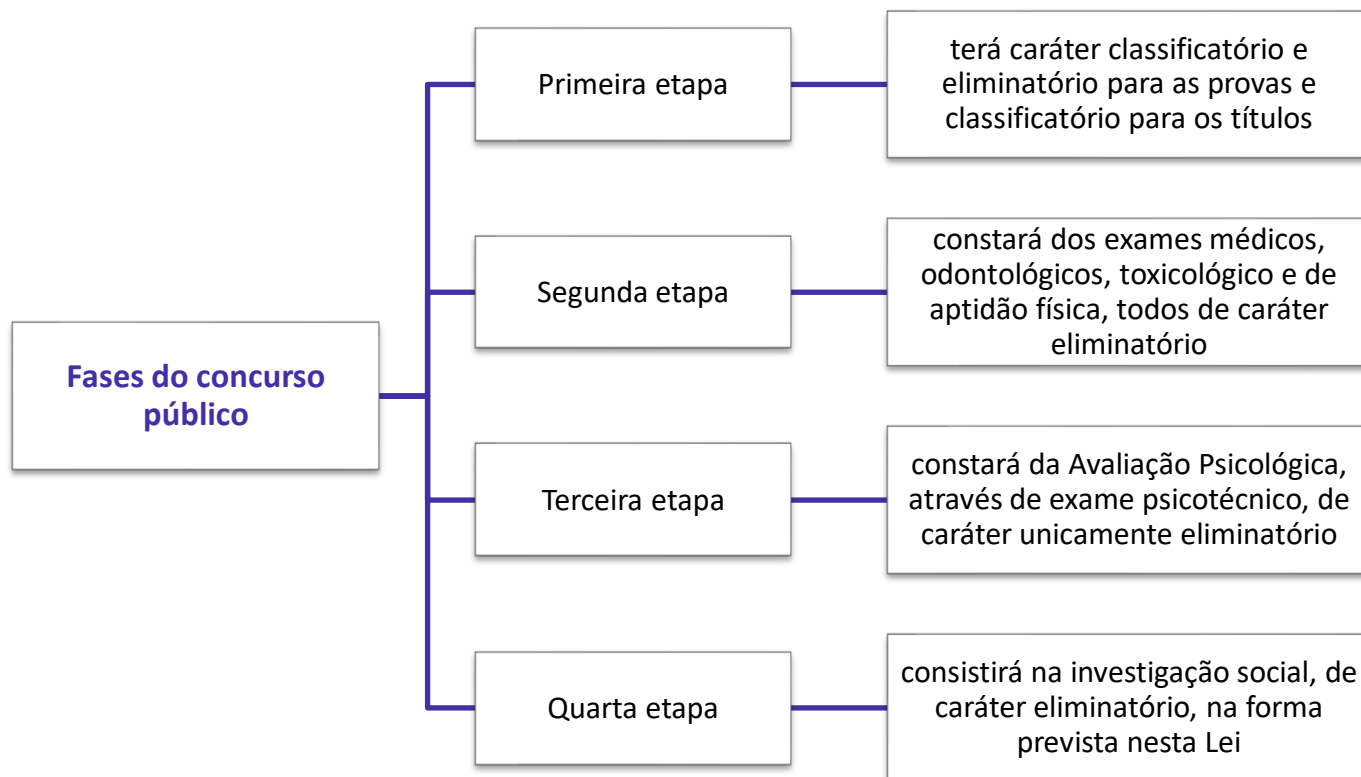 Fases do concurso
público
Primeira etapa
terá caráter classificatório e
eliminatório para as provas e
classificatório para os títulos
Segunda etapa
constará dos exames médicos,
odontológicos, toxicológico e de
aptidão física, todos de caráter
eliminatório
Terceira etapa
constará da Avaliação Psicológica,
através de exame psicotécnico, de
caráter unicamente eliminatório
Quarta etapa
consistirá na investigação social, de
caráter eliminatório, na forma
prevista nesta Lei